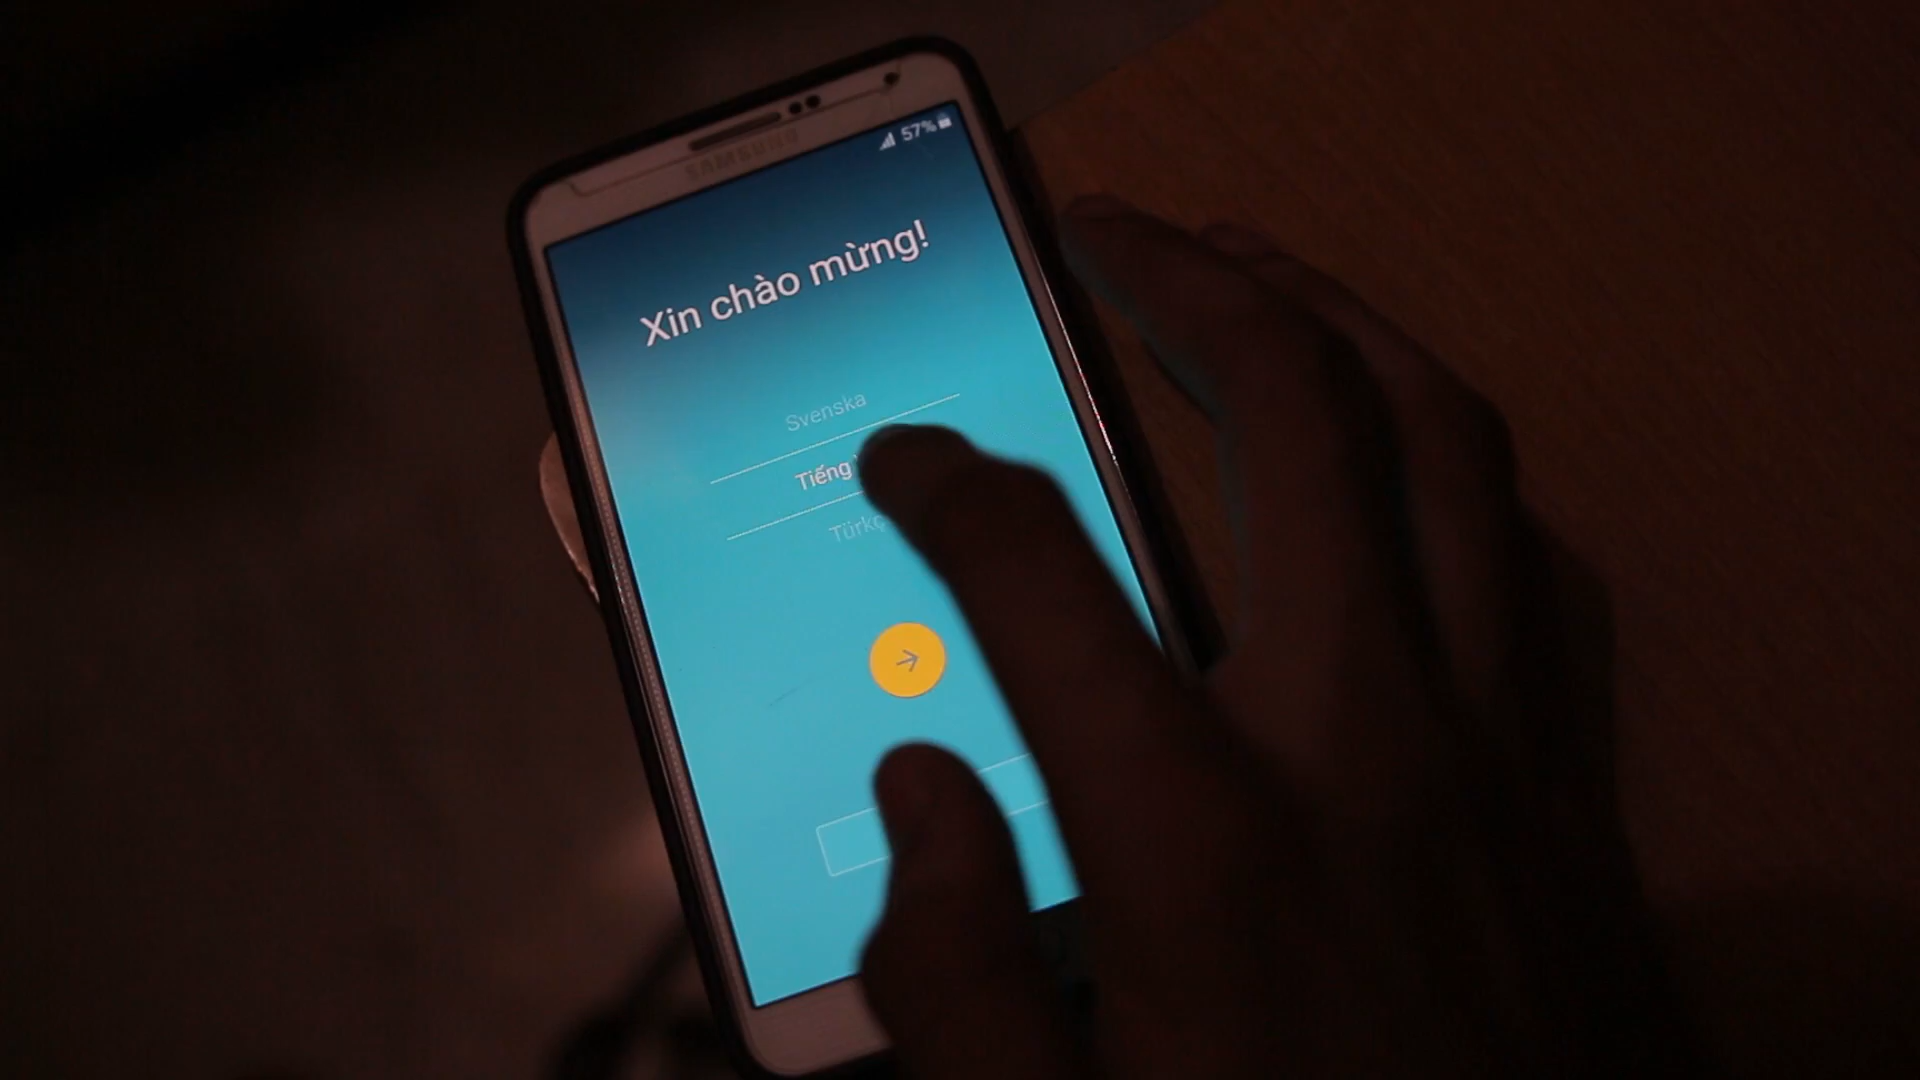 SAMSUNG
57%
Xin chào mừng!
Svenska
Tiếng